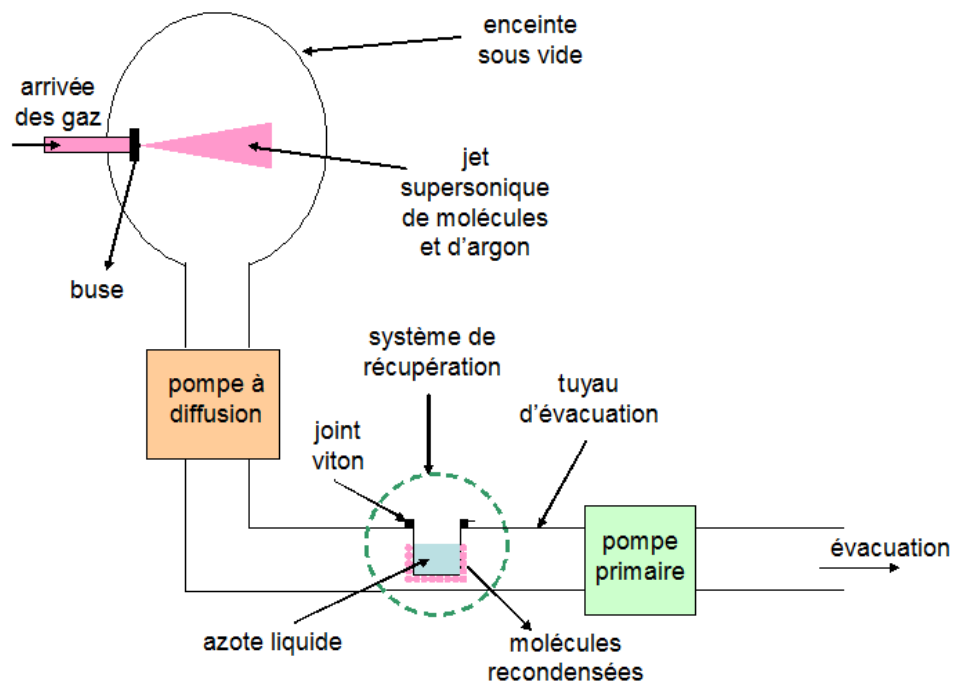 enceinte
sous vide
arrivée
des gaz
jet
supersonique
de molécules
et d'argon
buse
système de
récupération
pompe à
diffusion
tuyau
d'évacuation
joint
viton
pompe
primaire
évacuation
azote liquide
molécules
recondensées